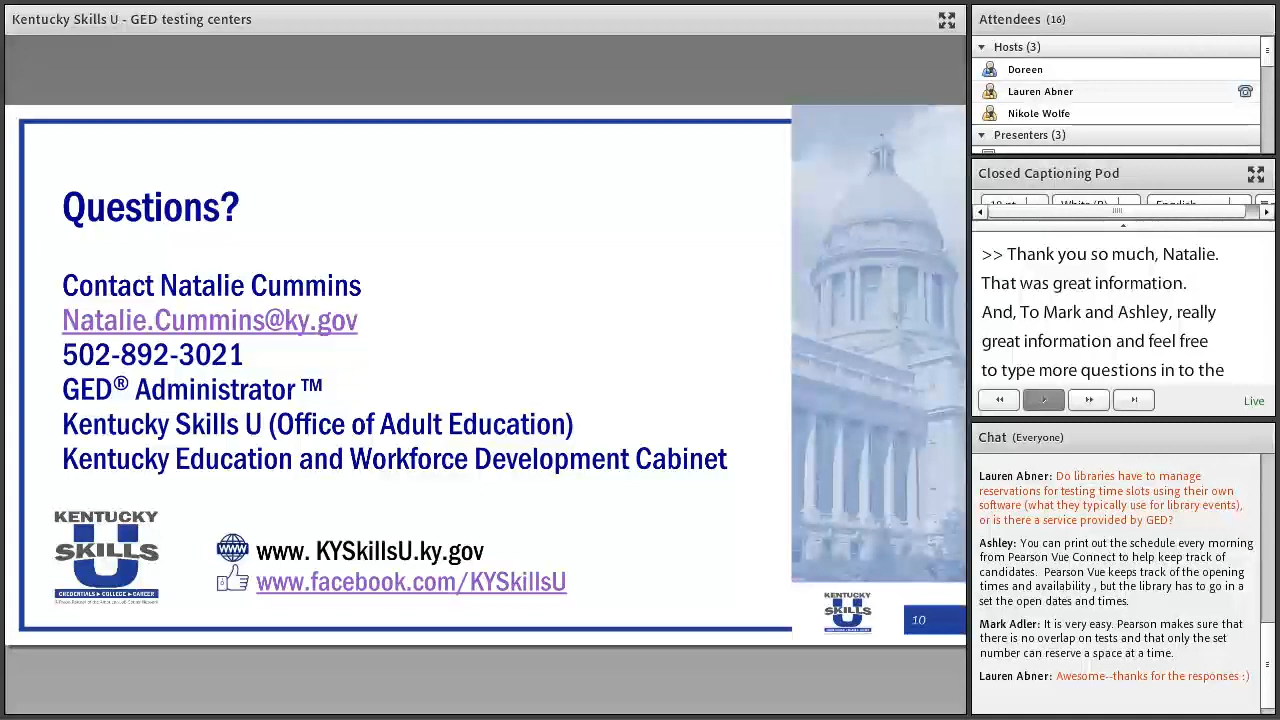 Kentucky Skills U - GED testing centers
Questions?
Contact Natalie Cummins
Natalie.Cummins@ky.gov
502-892-3021
GED® Administrator ™
Kentucky Skills U (Office of Adult Education)
Kentucky Education and Workforce Development Cabinet
KENTUCKY
SKILLS
U
CREDENTIALS • COLLEGE • CAREER
WWW
www. KYSkillsU.ky.gov
www.facebook.com/KYSkillsU
KENTUCKY
SKILLS
U
10
Attendees (16)
Hosts (3)
Doreen
Lauren Abner
Nikole Wolfe
Presenters (3)
Closed Captioning Pod
>> Thank you so much, Natalie.
That was great information.
And, To Mark and Ashley, really
great information and feel free
to type more questions in to the
Live
Chat (Everyone)
Lauren Abner: Do libraries have to manage
reservations for testing time slots using their own
software (what they typically use for library events),
or is there a service provided by GED?
Ashley: You can print out the schedule every morning
from Pearson Vue Connect to help keep track of
candidates. Pearson Vue keeps track of the opening
times and availability , but the library has to go in a
set the open dates and times.
Mark Adler: It is very easy. Pearson makes sure that
there is no overlap on tests and that only the set
number can reserve a space at a time.
Lauren Abner: Awesome--thanks for the responses :)